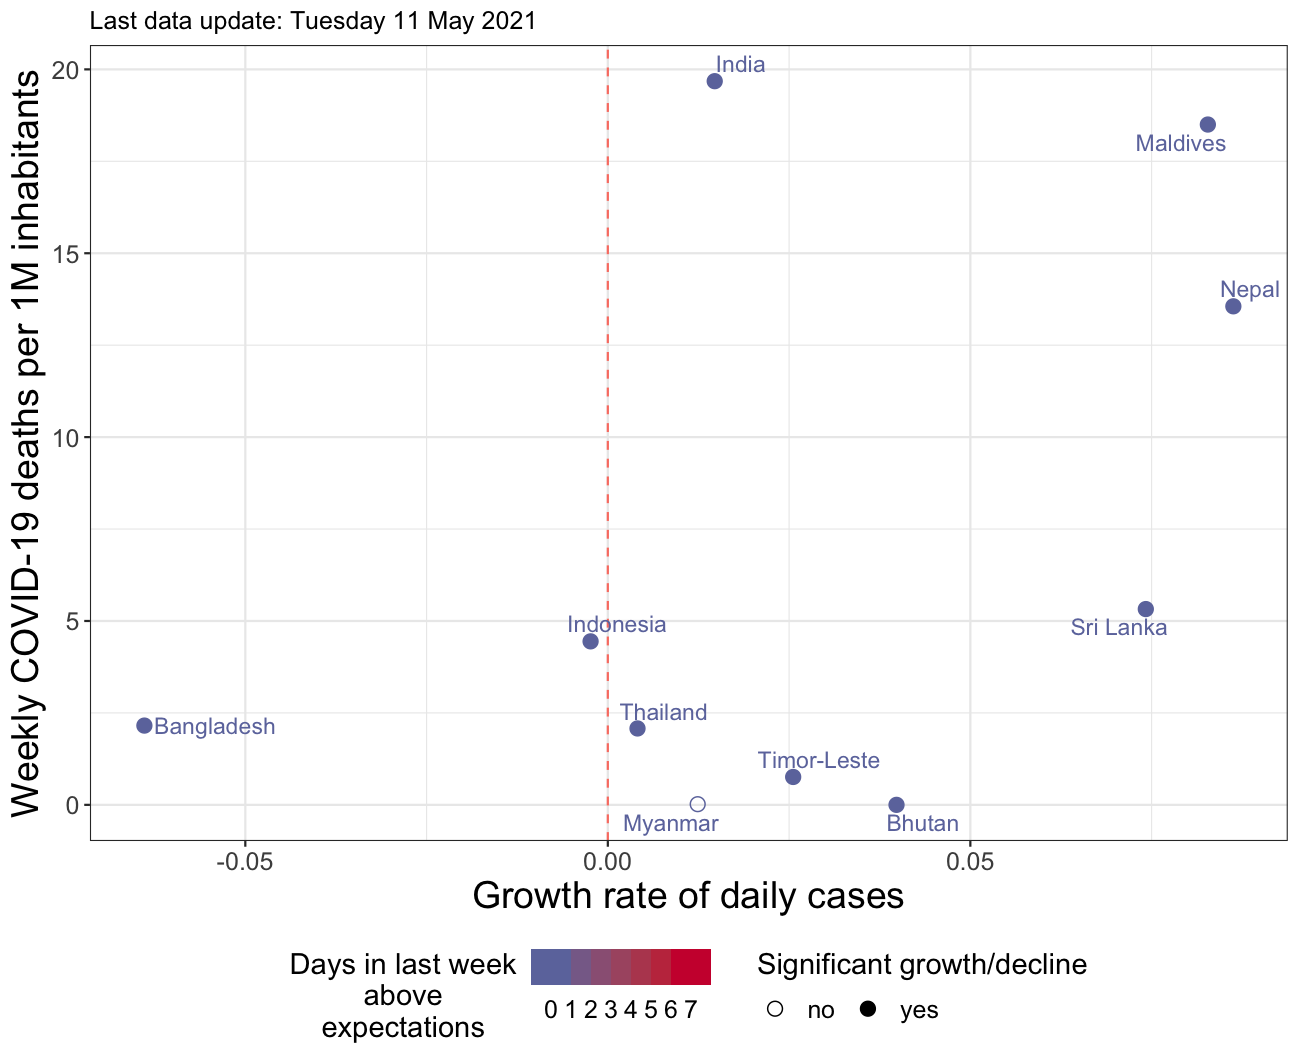 Last data update: Tuesday 11 May 2021
Weekly COVID-19 deaths per 1M inhabitants
20
15
10
5
0
India
Maldives
Nepal
Indonesia
Sri Lanka
Thailand
Bangladesh
Timor-Leste
Myanmar
Bhutan
-0.05
0.00
0.05
Growth rate of daily cases
Days in last week
above
expectations
0 1 2 3 4 5 6 7
Significant growth/decline
no
yes